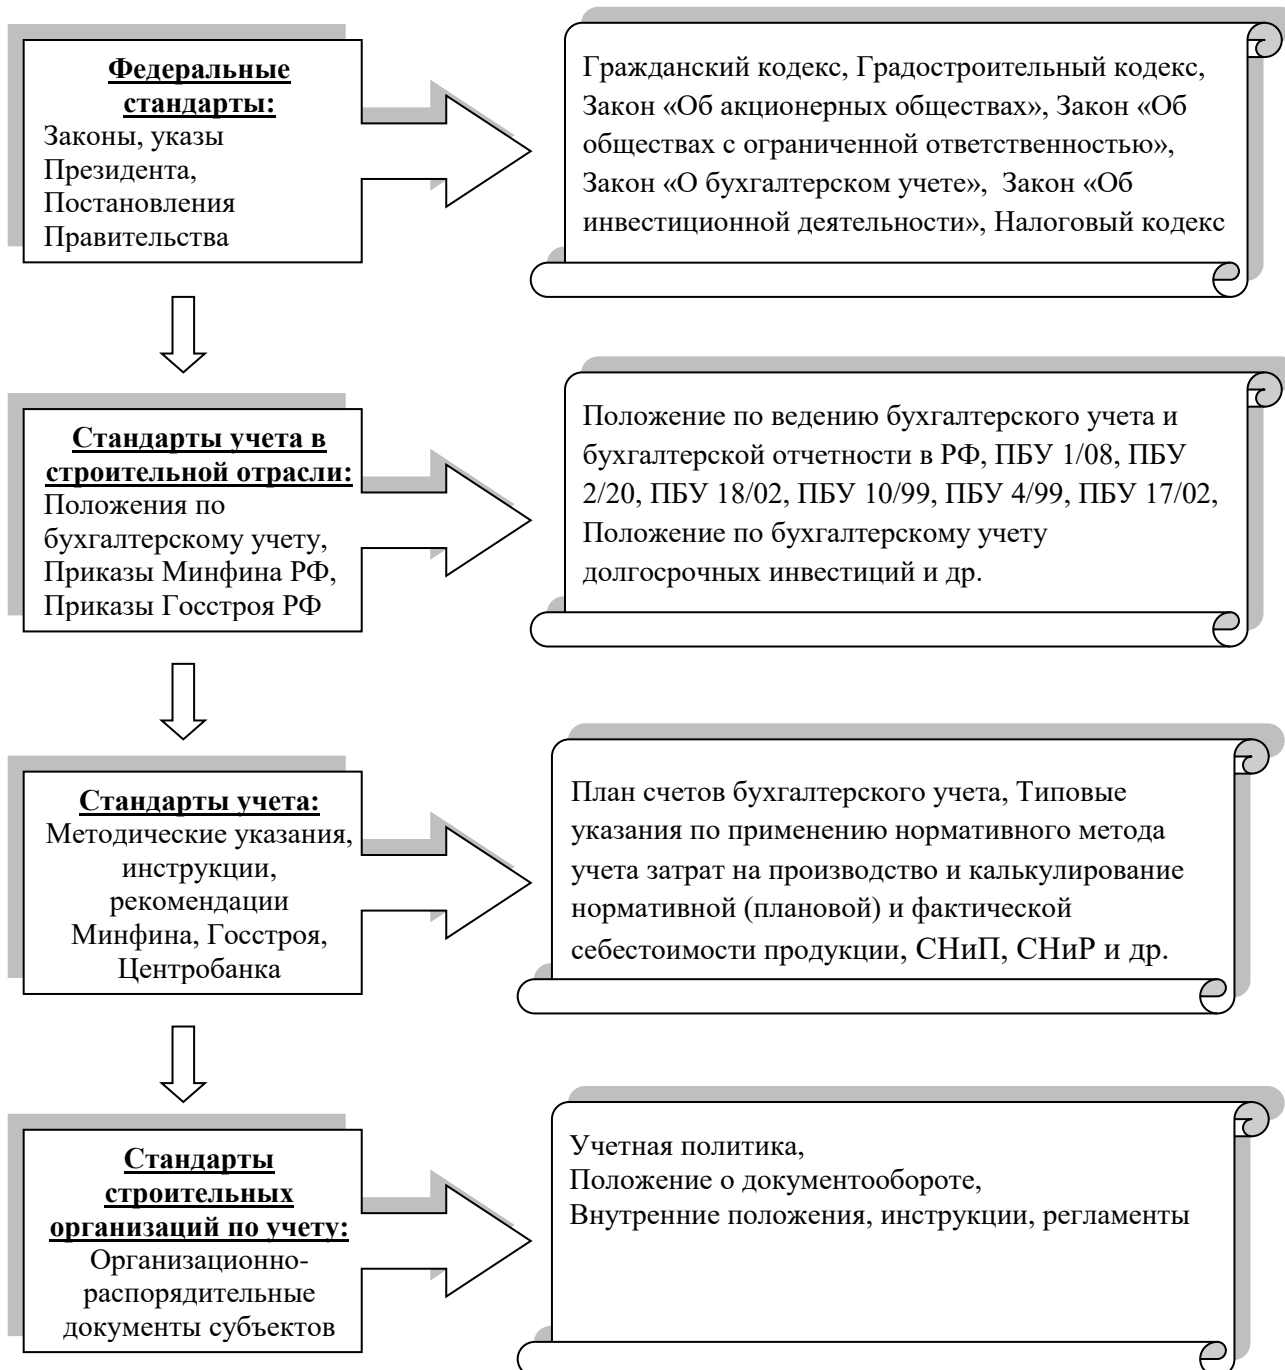 Федеральные
стандарты:
Законы, указы
Президента,
Постановления
Правительства
Гражданский кодекс, Градостроительный кодекс,
Закон «Об акционерных обществах», Закон «Об
обществах с ограниченной ответственностью»,
Закон «О бухгалтерском учете», Закон «Об
инвестиционной деятельности», Налоговый кодекс
Стандарты учета в
строительной отрасли:
Положения по
бухгалтерскому учету,
Приказы Минфина РФ,
Приказы Госстроя РФ
Положение по ведению бухгалтерского учета и
бухгалтерской отчетности в РФ, ПБУ 1/08, ПБУ
2/20, ПБУ 18/02, ПБУ 10/99, ПБУ 4/99, ПБУ 17/02,
Положение по бухгалтерскому учету
долгосрочных инвестиций и др.
Стандарты учета:
Методические указания,
инструкции,
рекомендации
Минфина, Госстроя,
Центробанка
План счетов бухгалтерского учета, Типовые
указания по применению нормативного метода
учета затрат на производство и калькулирование
нормативной (плановой) и фактической
себестоимости продукции, СНиП, СНиР и др.
Стандарты
строительных
организаций по учету:
Организационно-
распорядительные
документы субъектов
Учетная политика,
Положение о документообороте,
Внутренние положения, инструкции, регламенты